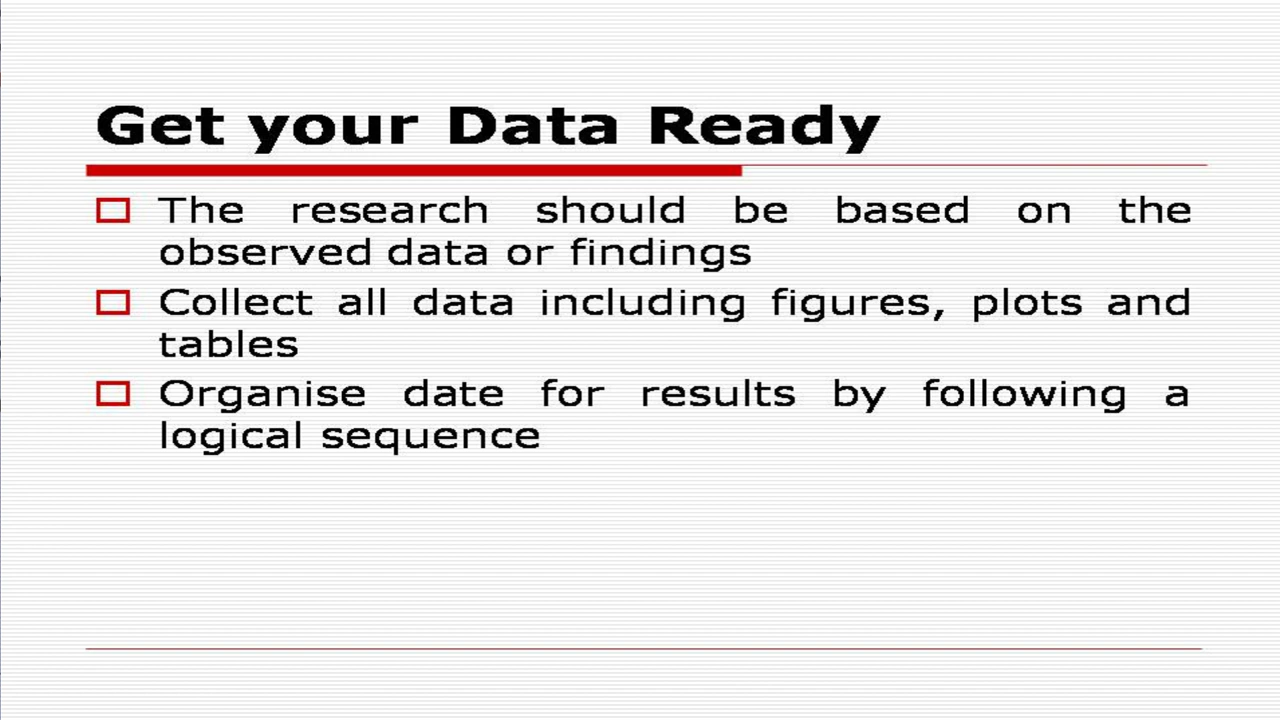 Get your Data Ready
The research should be based on the
observed data or findings
Collect all data including figures, plots and
tables
Organise date for results by following a
logical sequence